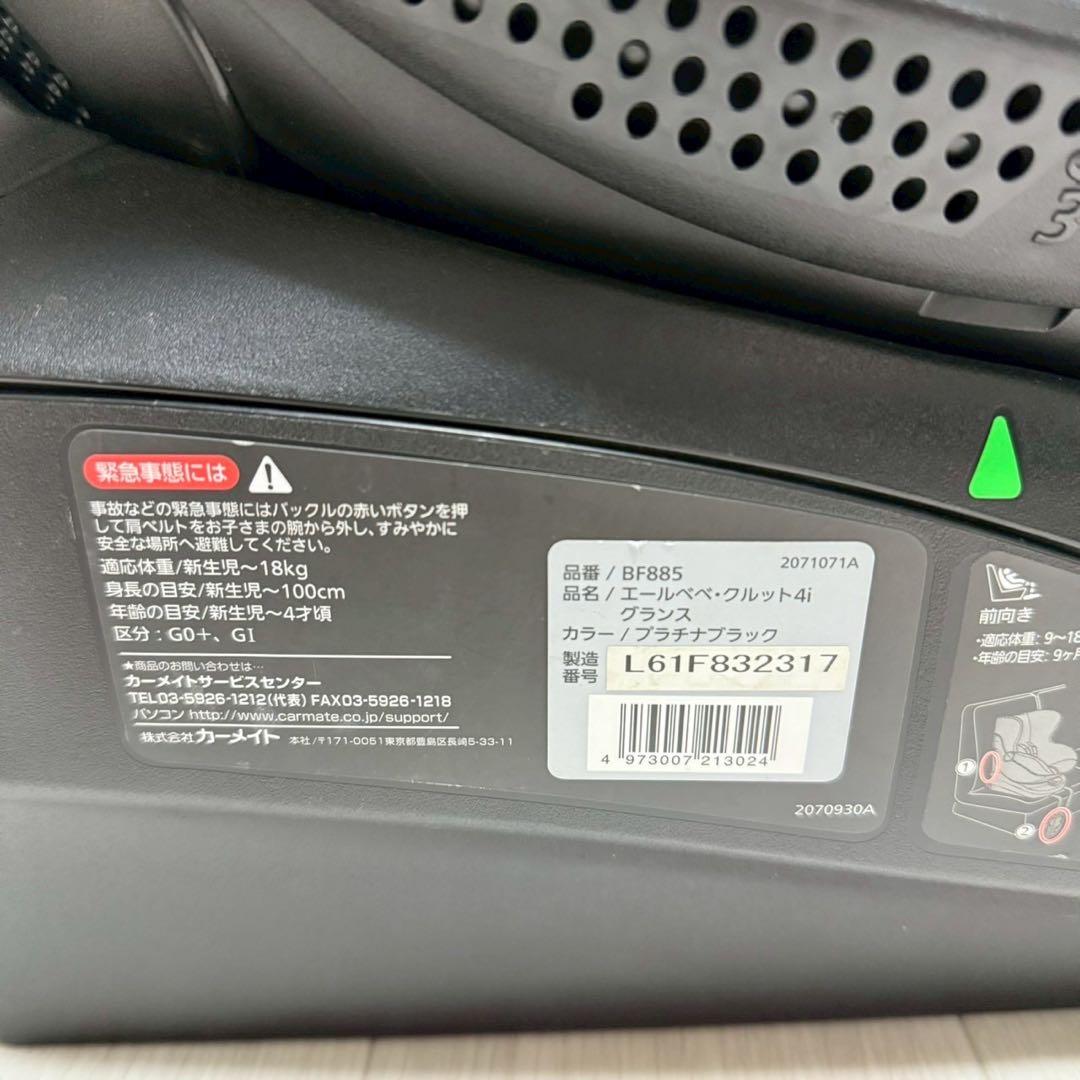 緊急事態には
事故などの緊急事態にはバックルの赤いボタンを押
して肩ベルトをお子さまの腕から外し、すみやかに
安全な場所へ避難してください。
適応体重/新生児〜18kg
身長の目安/新生児〜100cm
年齢の目安/新生児〜4才頃
区分：G0+、GI
★商品のお問い合わせは…
カーメイトサービスセンター
TEL03-5926-1212(代表) FAX03-5926-1218
パソコン http://www.carmate.co.jp/support/
株式会社カーメイト 本社/〒171-0051東京都豊島区長崎5-33-11
2071071A
品番 / BF885
品名 / エールベベ・クルット4i
グランス
カラー / プラチナブラック
製造
番号
L61F832317
4 973007 213024
2070930A
前向き
・適応体重: 9〜18
・年齢の目安: 9ヶ月
1
2